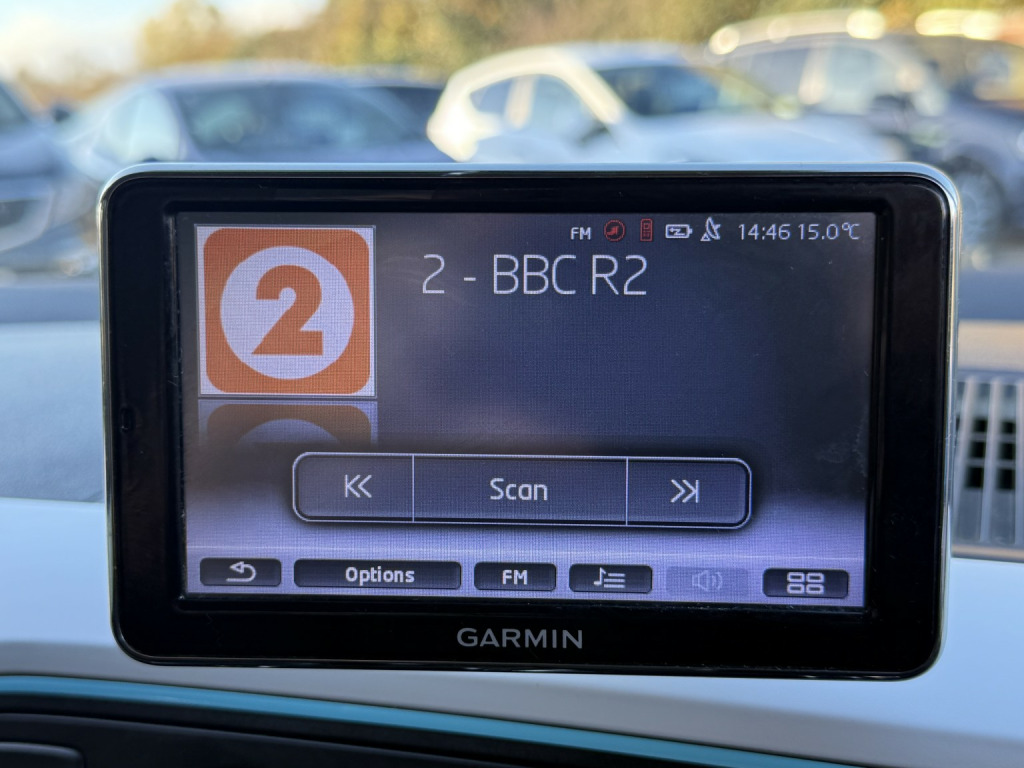 FM 14:46 15.0°C
2
2 - BBC R2
Scan
Options FM
GARMIN